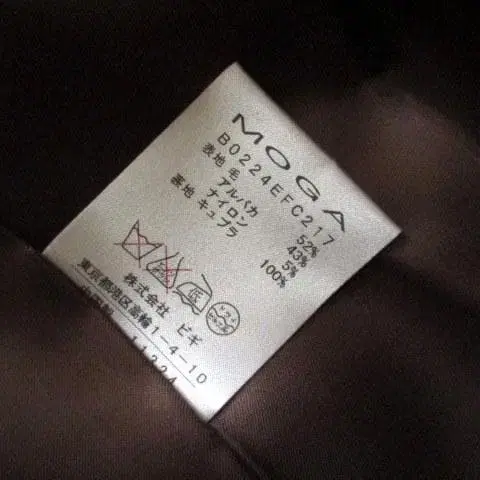 MOGA
B0224EFC217
表地 毛 52%
アルパカ 43%
ナイロン 5%
裏地 キュプラ 100%
株式会社 ビギ
東京都港区高輪1-4-10
11224